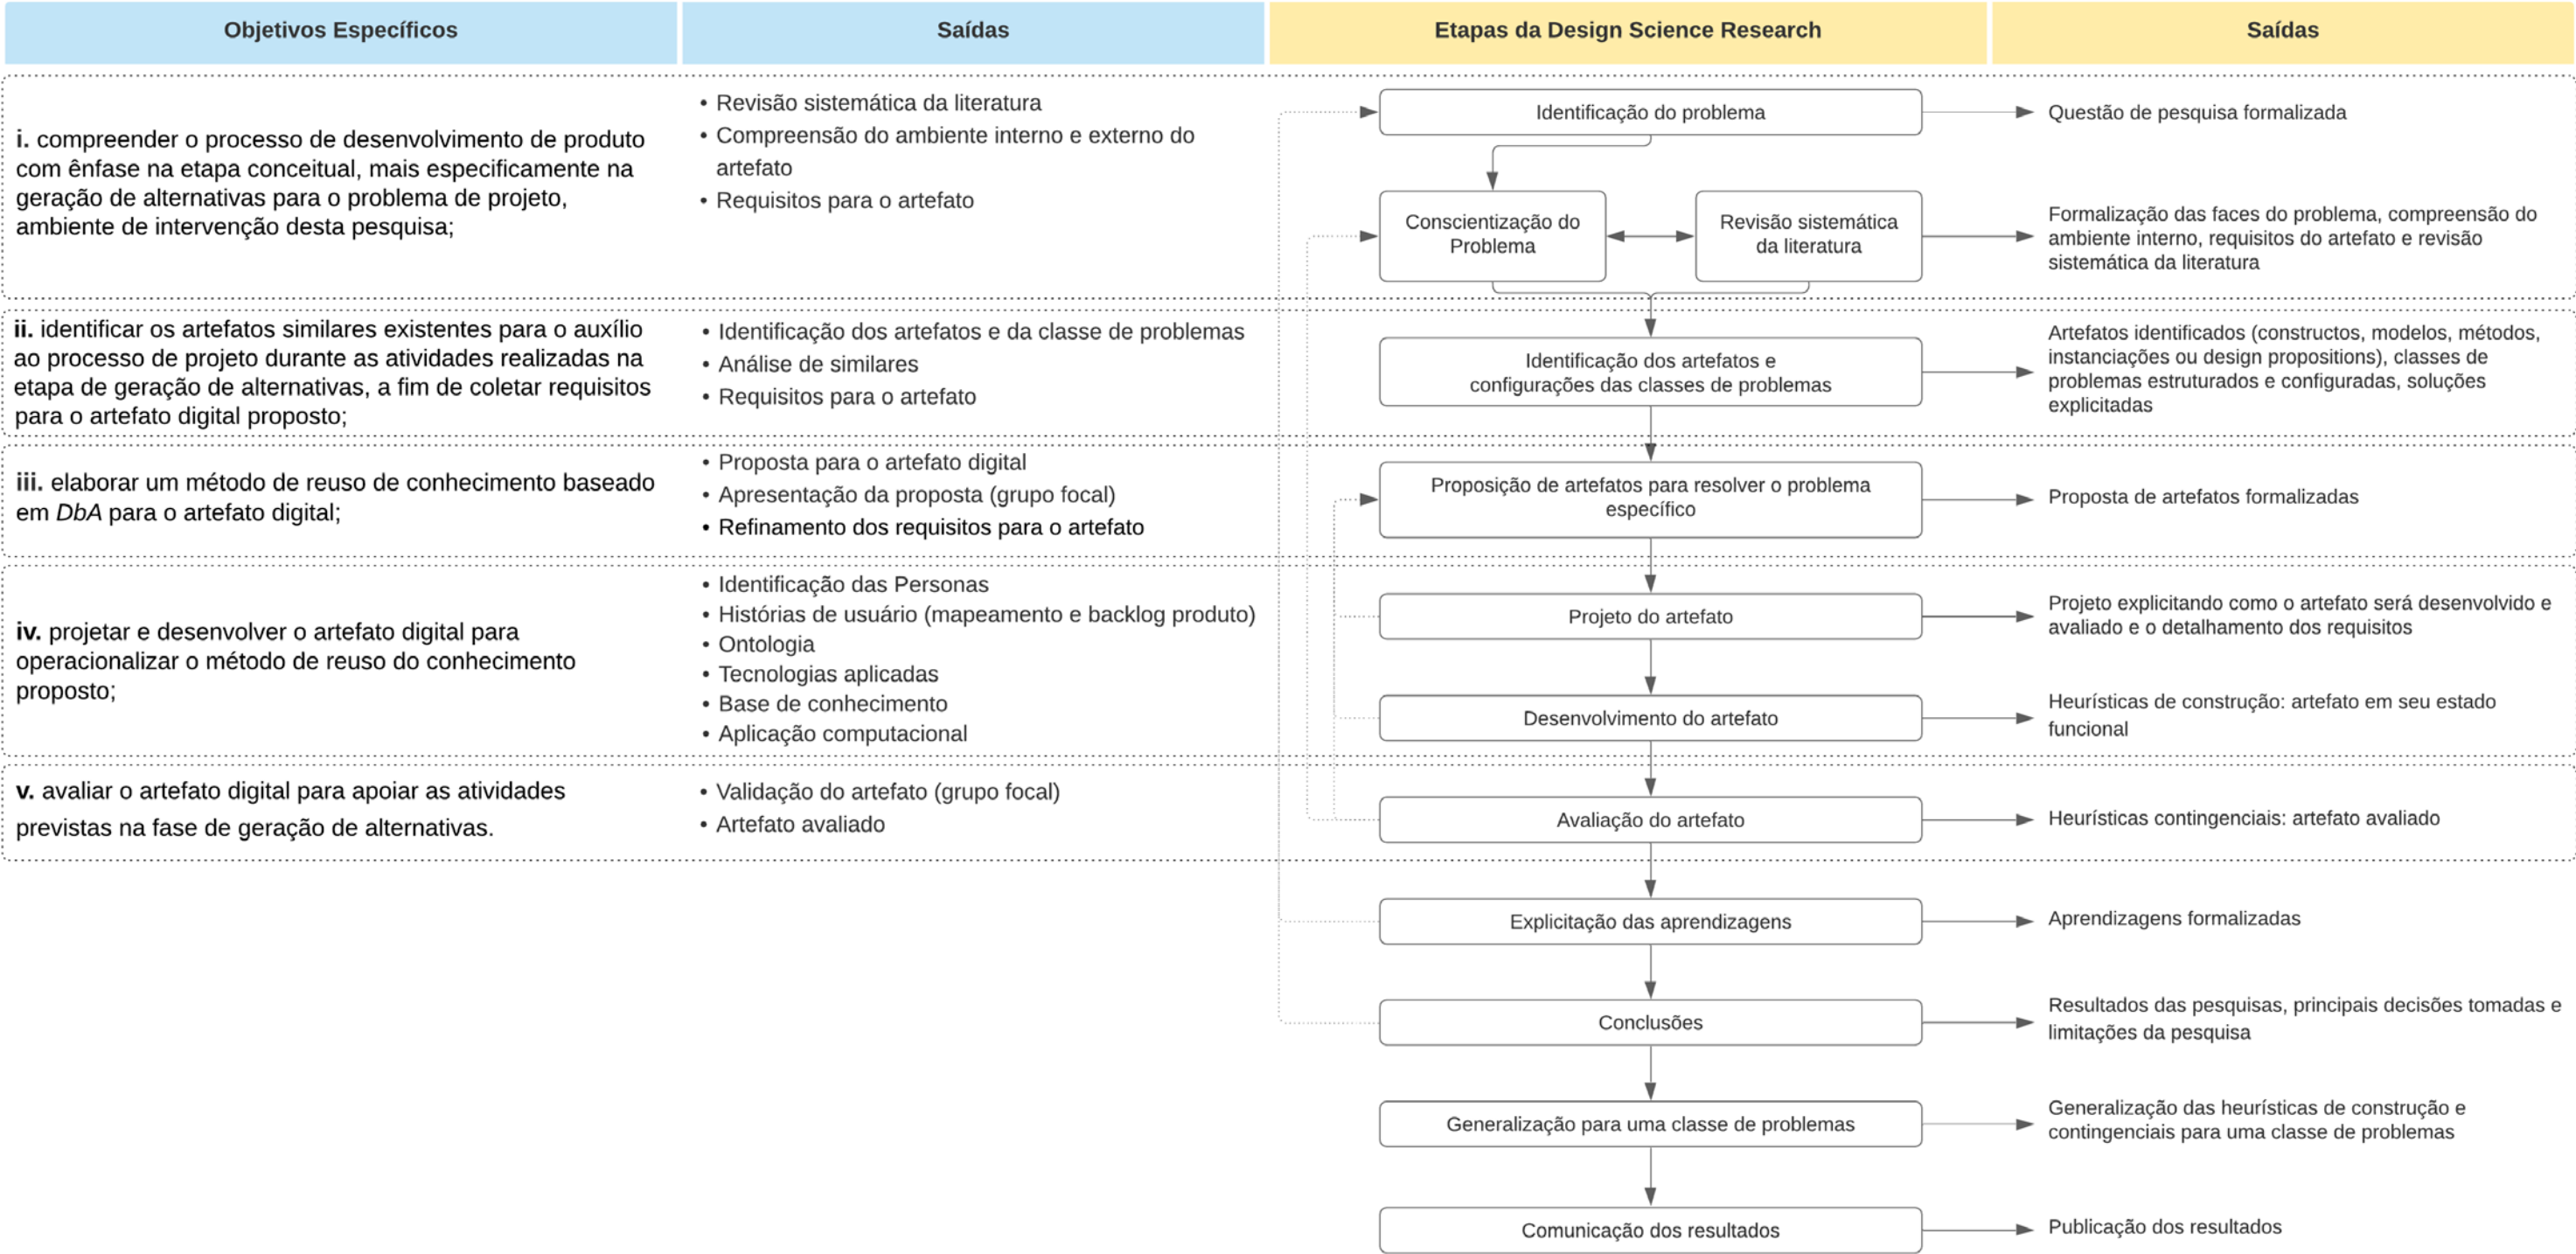 Objetivos Específicos
Saídas
Etapas da Design Science Research
Saídas
i. compreender o processo de desenvolvimento de produto
com ênfase na etapa conceitual, mais especificamente na
geração de alternativas para o problema de projeto,
ambiente de intervenção desta pesquisa;
• Revisão sistemática da literatura
• Compreensão do ambiente interno e externo do
artefato
• Requisitos para o artefato
Identificação do problema
Questão de pesquisa formalizada
Conscientização do
Problema
Revisão sistemática
da literatura
Formalização das faces do problema, compreensão do
ambiente interno, requisitos do artefato e revisão
sistemática da literatura
ii. identificar os artefatos similares existentes para o auxílio
ao processo de projeto durante as atividades realizadas na
etapa de geração de alternativas, a fim de coletar requisitos
para o artefato digital proposto;
• Identificação dos artefatos e da classe de problemas
• Análise de similares
• Requisitos para o artefato
Identificação dos artefatos e
configurações das classes de problemas
Artefatos identificados (constructos, modelos, métodos,
instanciações ou design propositions), classes de
problemas estruturados e configuradas, soluções
explicitadas
iii. elaborar um método de reuso de conhecimento baseado
em DbA para o artefato digital;
• Proposta para o artefato digital
• Apresentação da proposta (grupo focal)
• Refinamento dos requisitos para o artefato
Proposição de artefatos para resolver o problema
específico
Proposta de artefatos formalizadas
iv. projetar e desenvolver o artefato digital para
operacionalizar o método de reuso do conhecimento
proposto;
• Identificação das Personas
• Histórias de usuário (mapeamento e backlog produto)
• Ontologia
• Tecnologias aplicadas
• Base de conhecimento
• Aplicação computacional
Projeto do artefato
Projeto explicitando como o artefato será desenvolvido e
avaliado e o detalhamento dos requisitos
Desenvolvimento do artefato
Heurísticas de construção: artefato em seu estado
funcional
v. avaliar o artefato digital para apoiar as atividades
previstas na fase de geração de alternativas.
• Validação do artefato (grupo focal)
• Artefato avaliado
Avaliação do artefato
Heurísticas contingenciais: artefato avaliado
Explicitação das aprendizagens
Aprendizagens formalizadas
Conclusões
Resultados das pesquisas, principais decisões tomadas e
limitações da pesquisa
Generalização para uma classe de problemas
Generalização das heurísticas de construção e
contingenciais para uma classe de problemas
Comunicação dos resultados
Publicação dos resultados